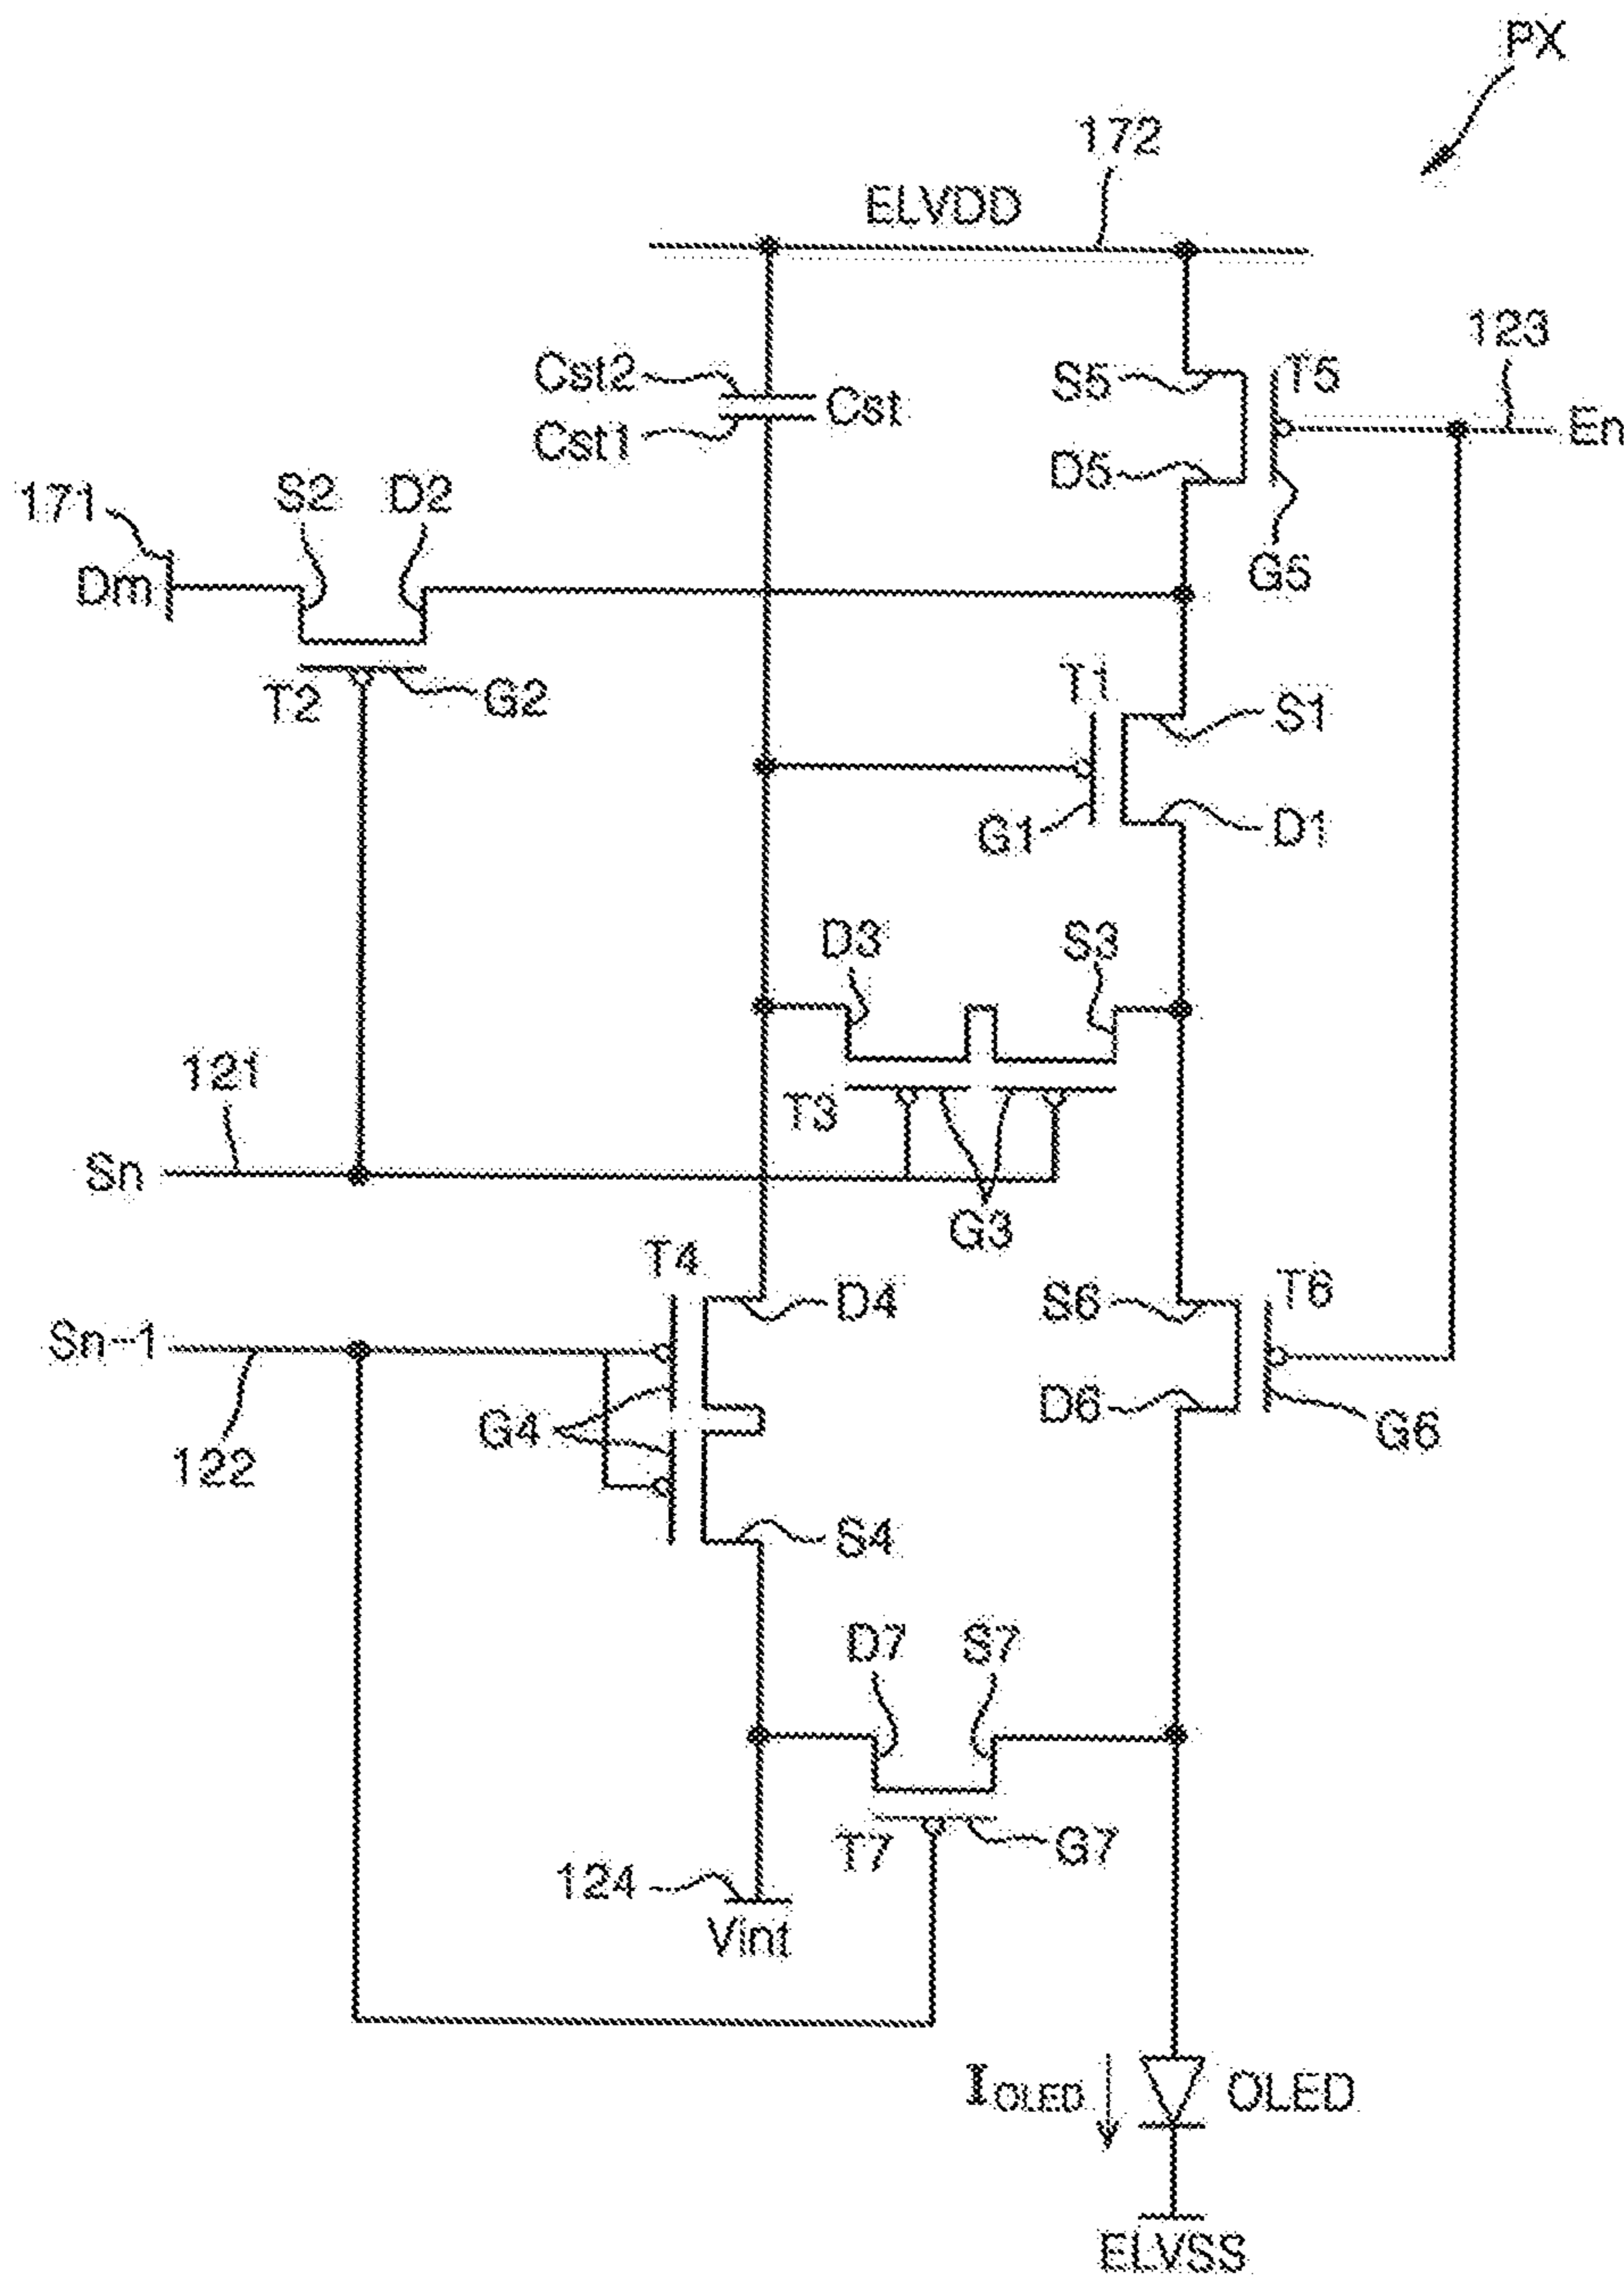 PX
172
ELVDD
123
Cst2
Cst
S5
T5
En
Cst1
D5
171
S2
D2
G5
Dm
T1
T2
G2
S1
G1
D1
D3
S3
121
T3
Sn
G3
T4
D4
S6
T6
Sn-1
D6
G4
G6
122
S4
D7
S7
T7
G7
124
Vint
IOLED
OLED
ELVSS